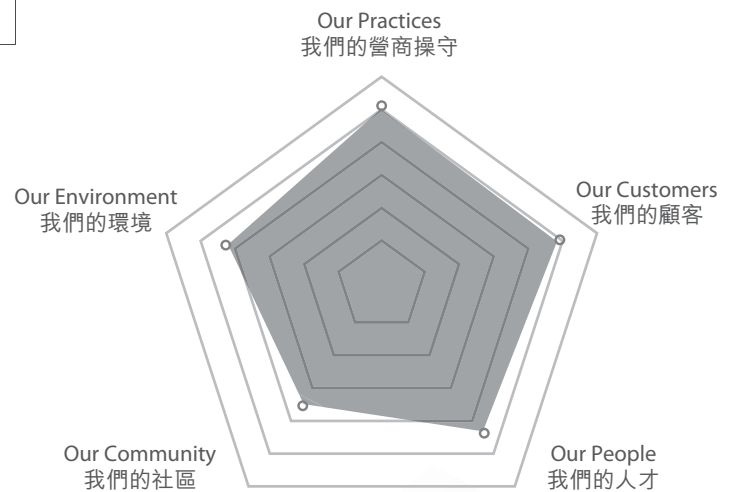 Our Practices
我們的營商操守
Our Environment
我們的環境
Our Customers
我們的顧客
Our Community
我們的社區
Our People
我們的人才